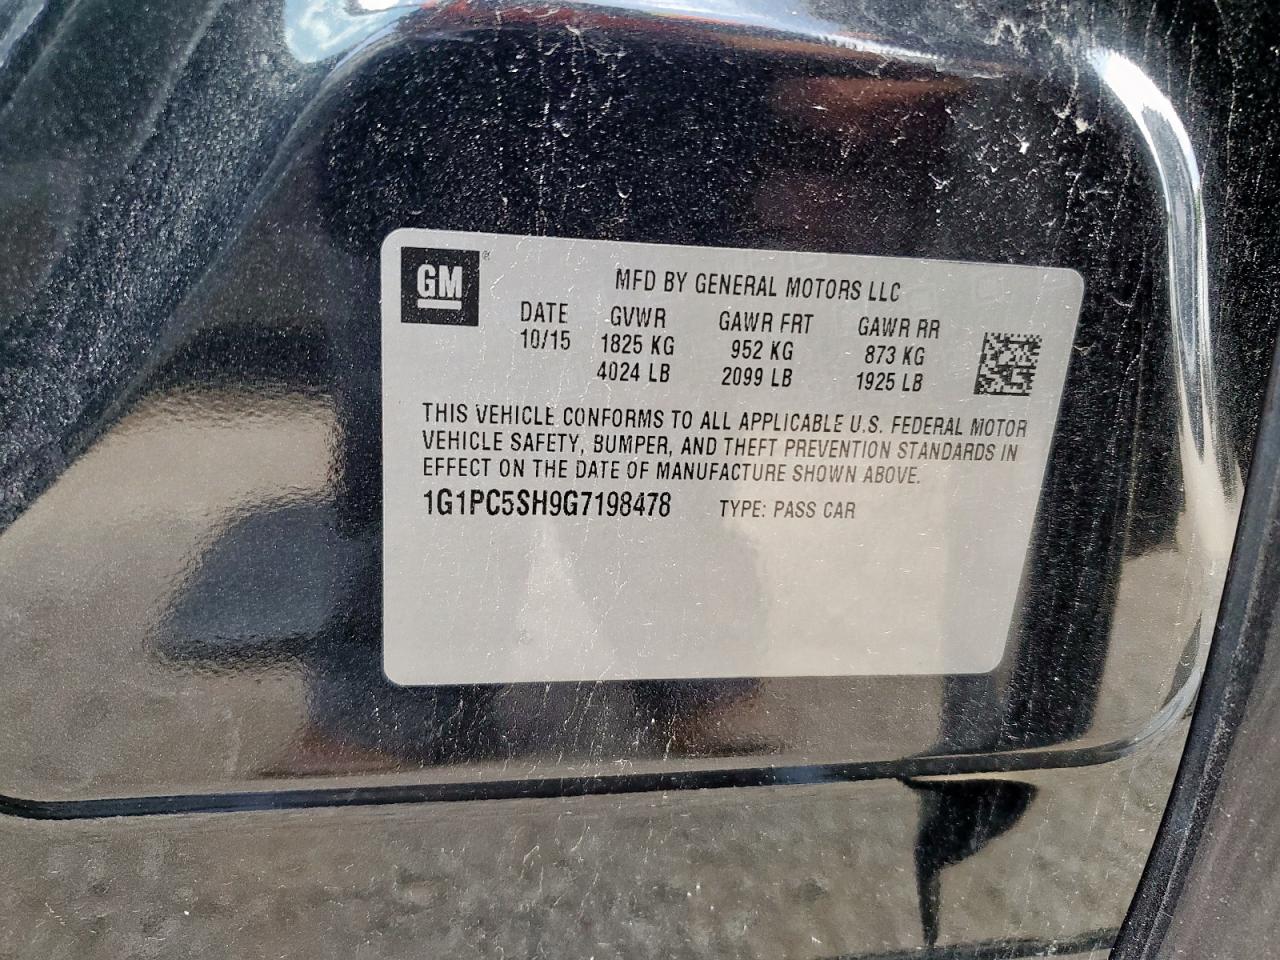 GM®
MFD BY GENERAL MOTORS LLC
DATE GVWR GAWR FRT GAWR RR
10/15 1825 KG 952 KG 873 KG
4024 LB 2099 LB 1925 LB
THIS VEHICLE CONFORMS TO ALL APPLICABLE U.S. FEDERAL MOTOR
VEHICLE SAFETY, BUMPER, AND THEFT PREVENTION STANDARDS IN
EFFECT ON THE DATE OF MANUFACTURE SHOWN ABOVE.
1G1PC5SH9G7198478 TYPE: PASS CAR